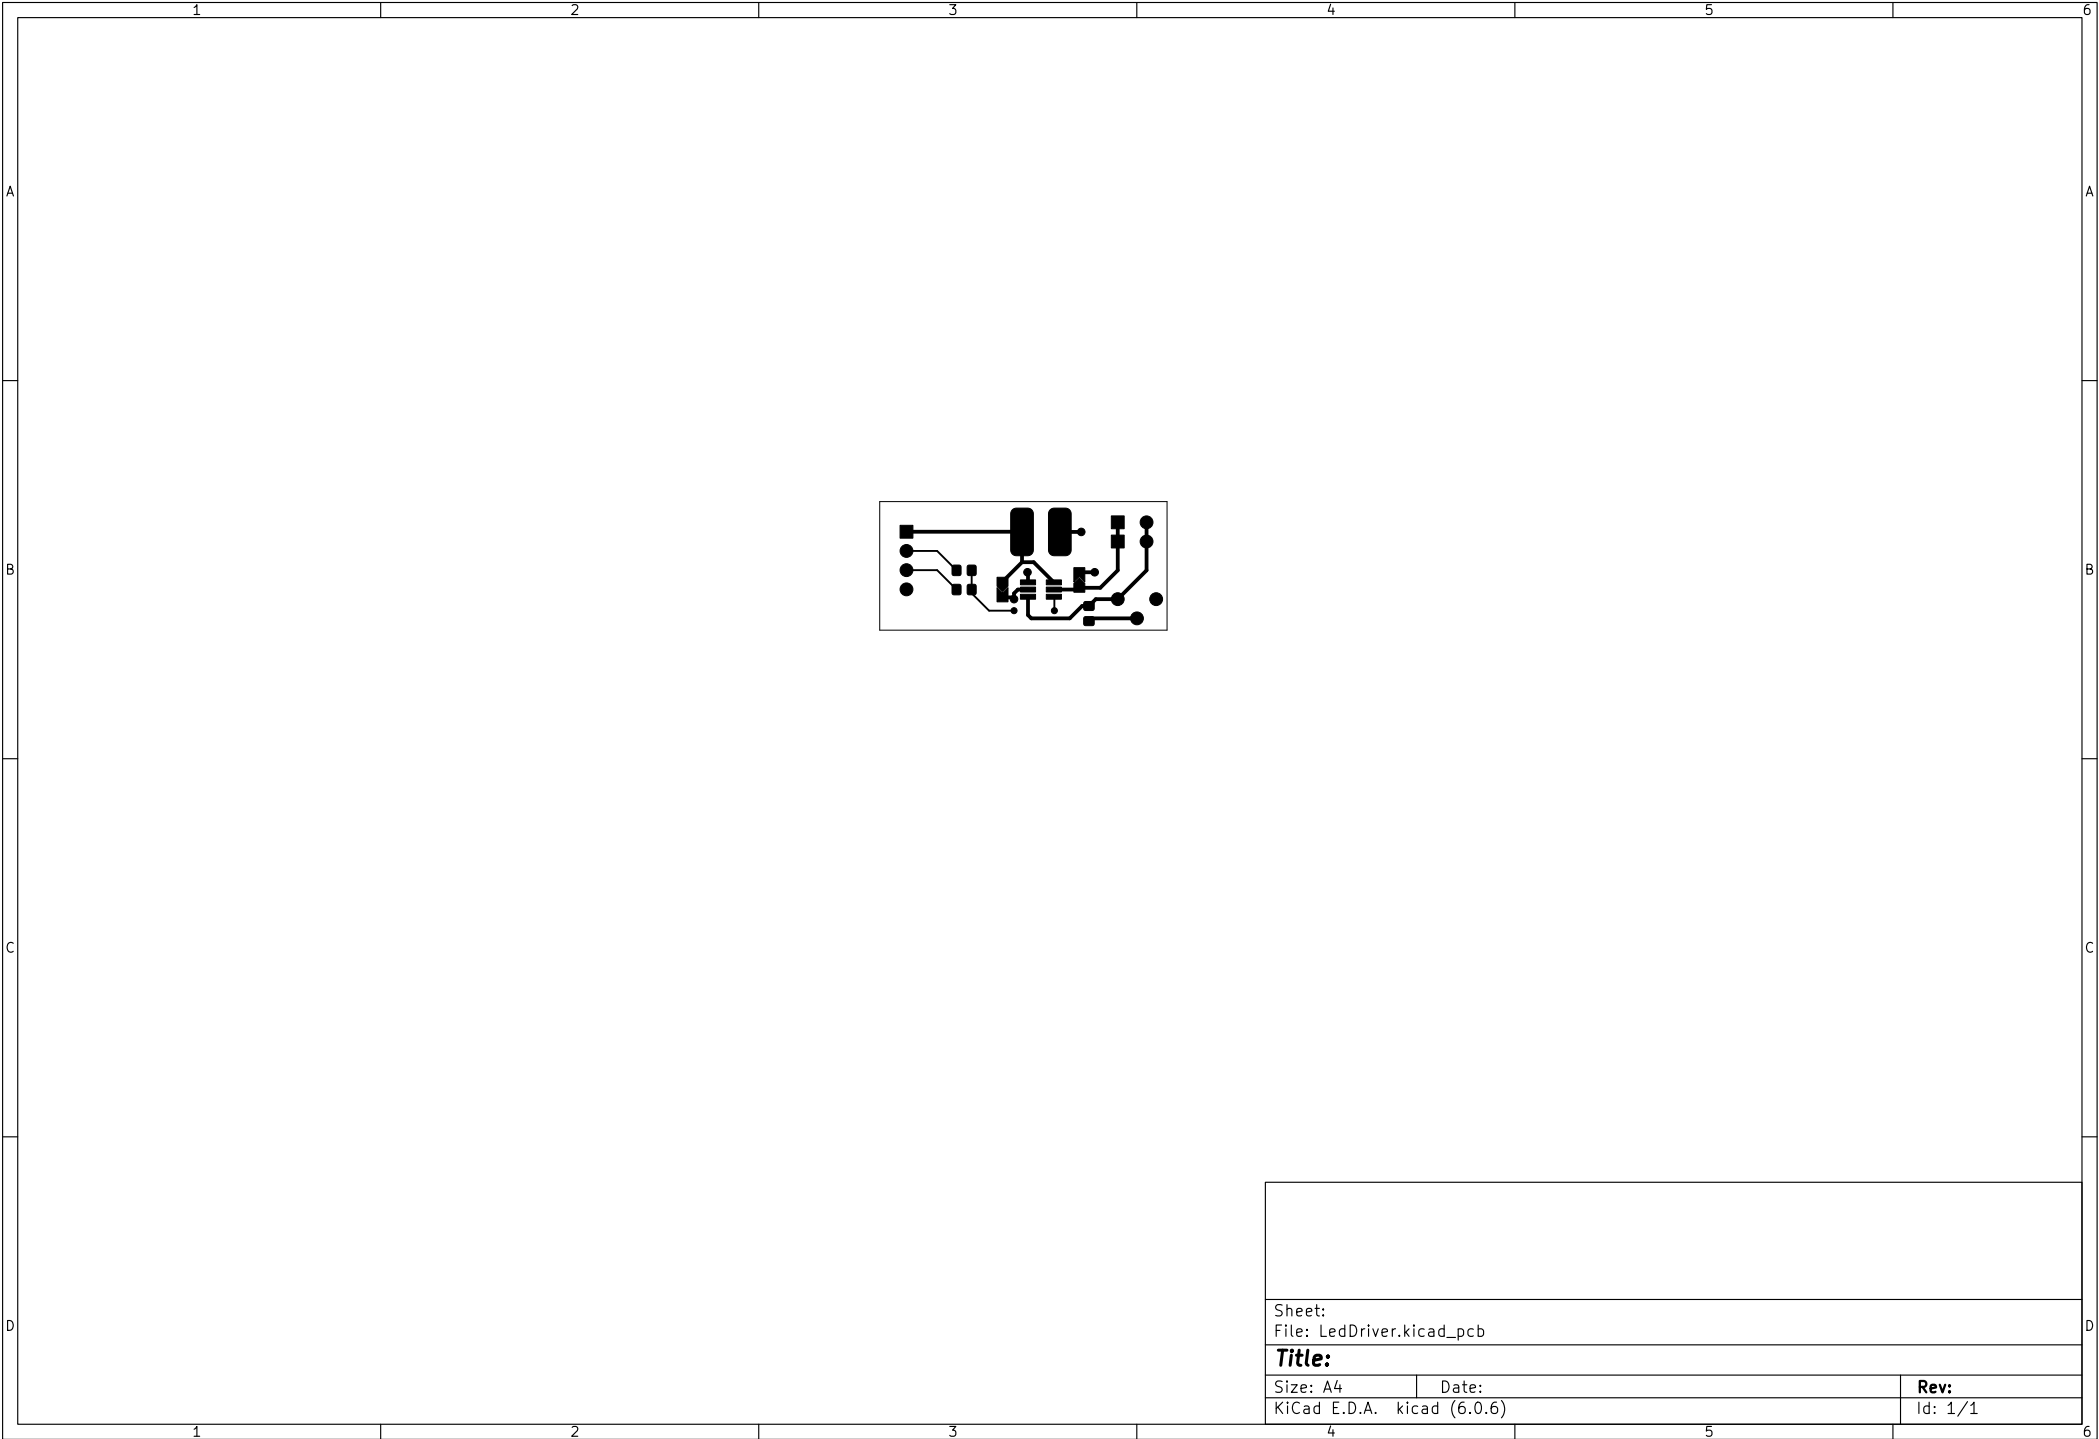 1 2 3 4 5 6
A A
B B
C C
D D
Sheet:
File: LedDriver.kicad_pcb
Title:
Size: A4 Date: Rev:
KiCad E.D.A. kicad (6.0.6) Id: 1/1
1 2 3 4 5 6